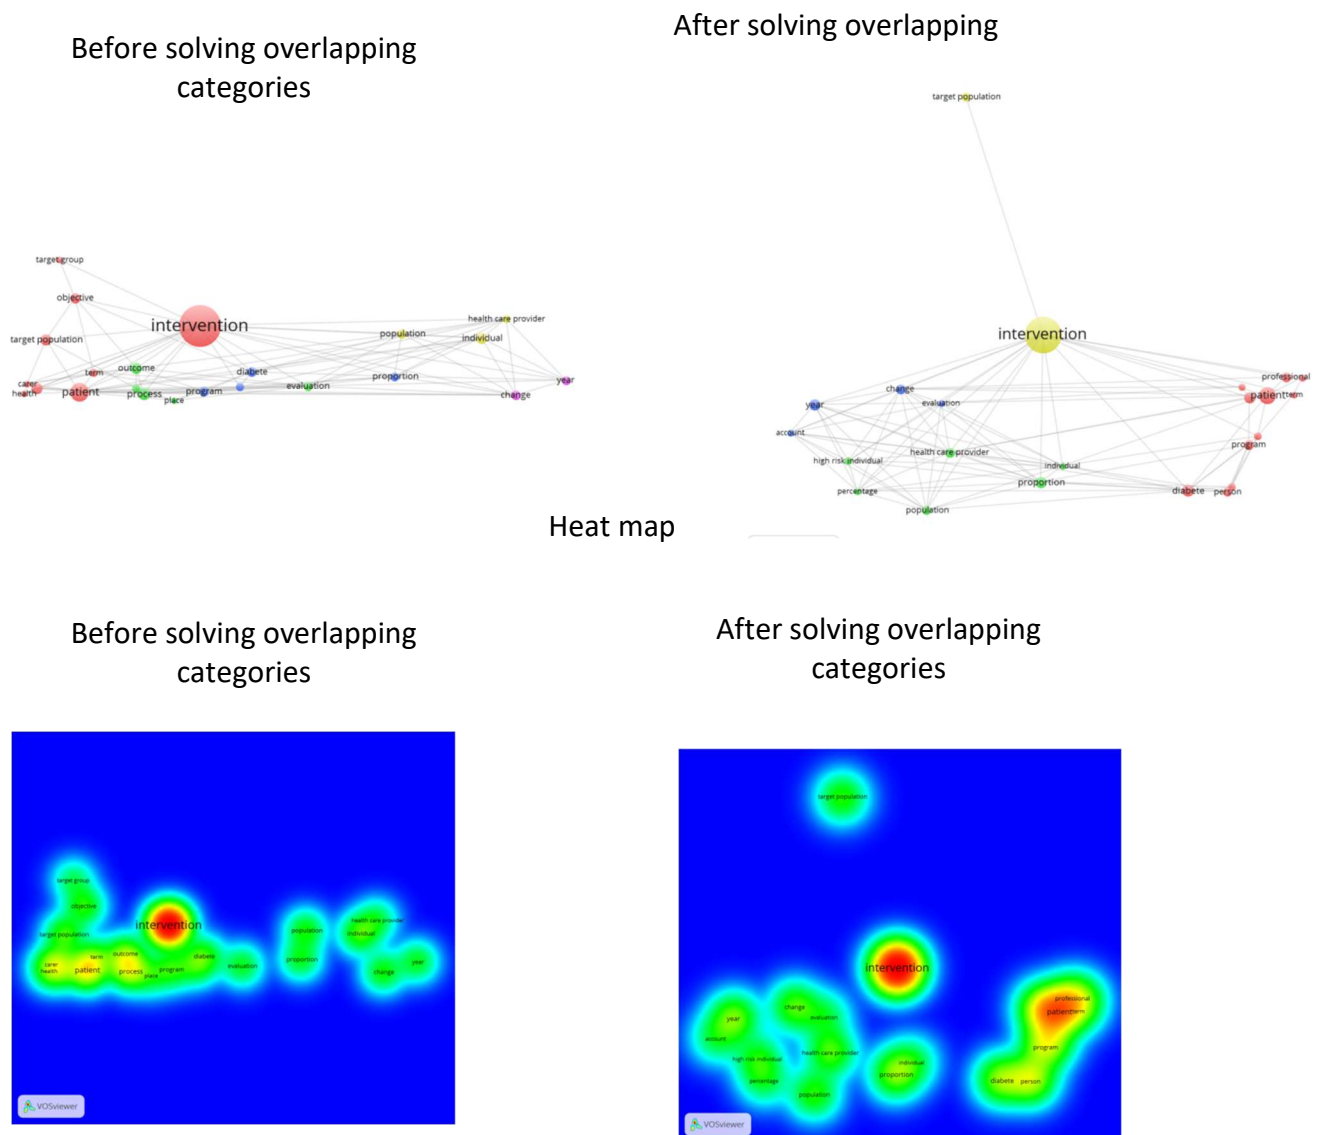 Before solving overlapping
categories
After solving overlapping
target population
target group
objective
intervention
target population
term
outcome
diabete
carer
health
patient
process
place
program
evaluation
population
proportion
health care provider
individual
year
change
intervention
professional
patient
term
program
diabete
person
change
year
evaluation
account
high risk individual
health care provider
individual
percentage
proportion
population
Heat map
Before solving overlapping
categories
After solving overlapping
categories
target group
objective
intervention
target population
term
outcome
diabete
carer
health
patient
process
place
program
evaluation
population
proportion
health care provider
individual
year
change
VOSviewer
target population
intervention
professional
patient
term
program
diabete
person
change
year
evaluation
account
high risk individual
health care provider
individual
percentage
proportion
population
VOSviewer